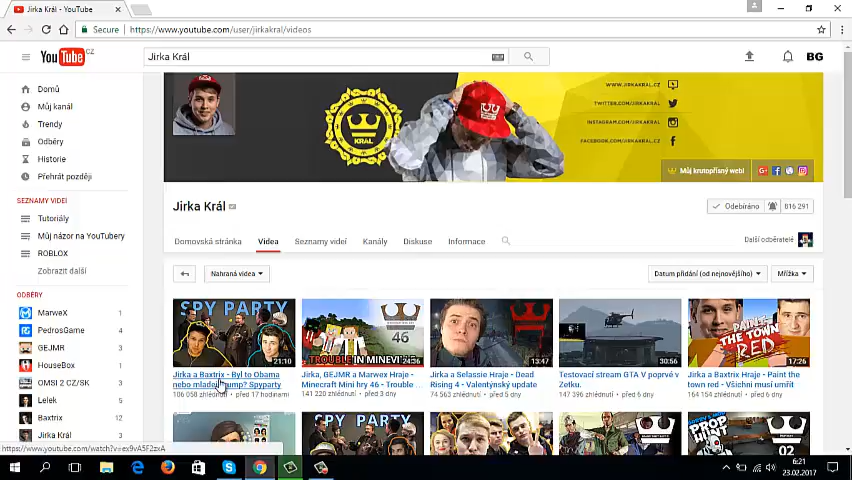 Jirka Král - YouTube
Secure
https://www.youtube.com/user/jirkakral/videos
YouTube CZ
Jirka Král
BG
Domů
Můj kanál
Trendy
Odběry
Historie
Přehrát později
SEZNAMY VIDEÍ
Tutoriály
Můj názor na YouTubery
ROBLOX
Zobrazit další
ODBĚRY
MarweX 1
PedrosGame 4
GEJMR 3
HouseBox 1
OMSI 2 CZ/SK 3
Lelek 5
Baxtrix 12
Jirka Král 3
WWW.JIRKAKRAL.CZ
TWITTER.COM/JIRKAKRAL
INSTAGRAM.COM/JIRKAKRAL
FACEBOOK.COM/JIRKAKRAL
KRAL
Můj krutopřísný web!
Jirka Král
Odebíráno
816 291
Domovská stránka
Videa
Seznamy videí
Kanály
Diskuse
Informace
Další odběratelé
Nahraná videa
Datum přidání (od nejnovějšího)
Mřížka
SPY PARTY
21:10
Jirka a Baxtrix - Byl to Obama
nebo mladej Trump? Spyparty
106 058 zhlédnutí • před 17 hodinami
46
TROUBLE IN MINEVILLE
24:36
Jirka, GEJMR a Marwex Hraje -
Minecraft Mini hry 46 - Trouble ...
141 220 zhlédnutí • před 3 dny
13:47
Jirka a Selassie Hraje - Dead
Rising 4 - Valentýnský update
74 563 zhlédnutí • před 5 dny
30:56
Testovací stream GTA V poprvé v
Zetku.
147 396 zhlédnutí • před 6 dny
PAINT
THE TOWN
RED
17:26
Jirka a Baxtrix Hraje - Paint the
town red - Všichni musí umřít
164 154 zhlédnutí • před 6 dny
SPY PARTY
PROP
HUNT
02
https://www.youtube.com/watch?v=ex9vA5F2zxA
6:21
23.02.2017